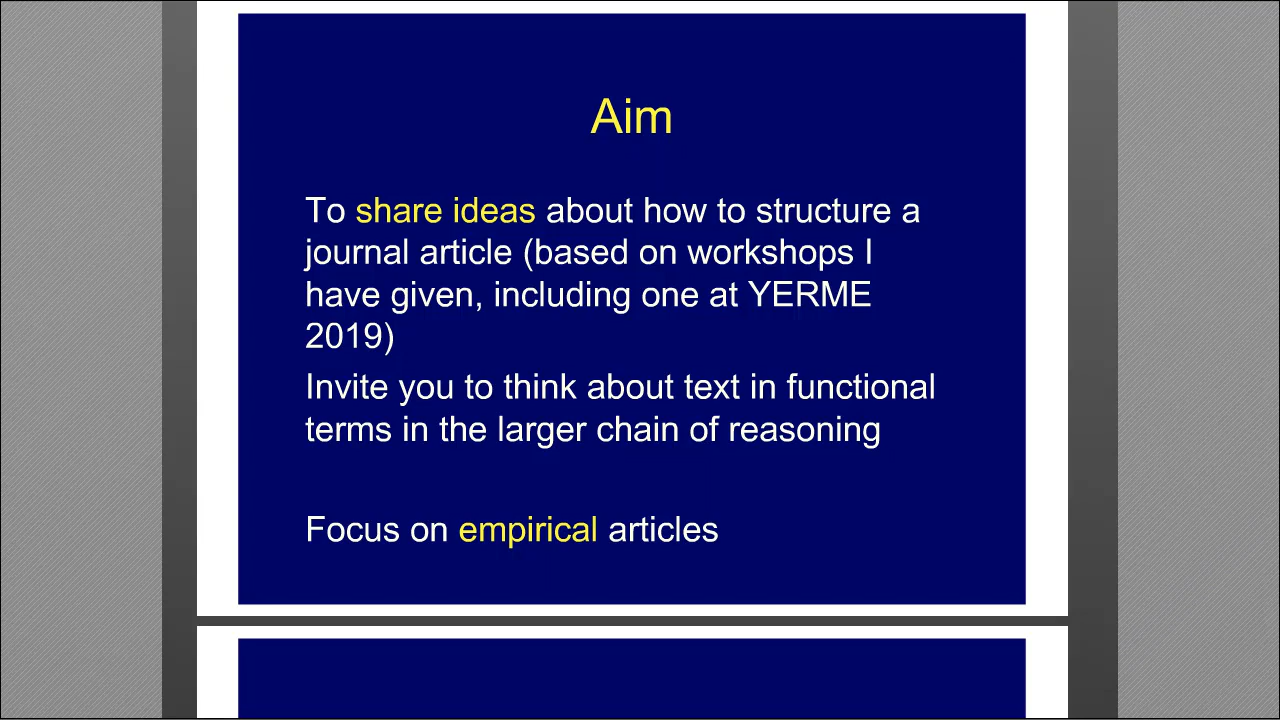 Aim
To share ideas about how to structure a
journal article (based on workshops I
have given, including one at YERME
2019)
Invite you to think about text in functional
terms in the larger chain of reasoning
Focus on empirical articles